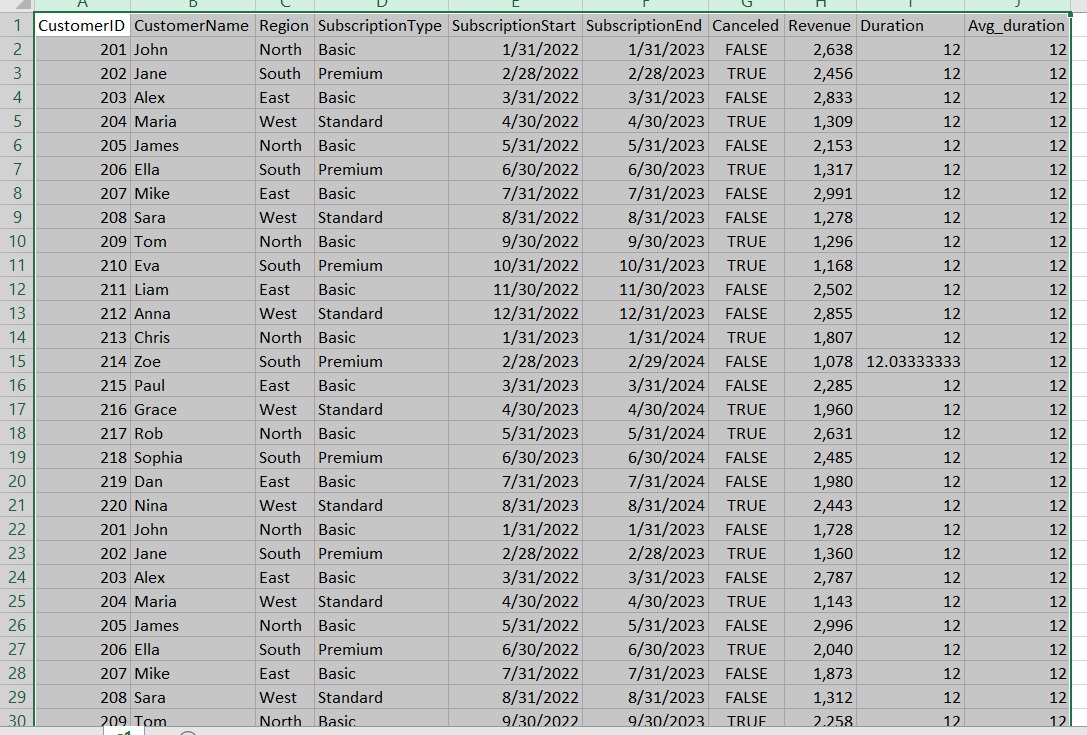 A B C D E F G H I J
1 CustomerID CustomerName Region SubscriptionType SubscriptionStart SubscriptionEnd Canceled Revenue Duration Avg_duration
2 201 John North Basic 1/31/2022 1/31/2023 FALSE 2,638 12 12
3 202 Jane South Premium 2/28/2022 2/28/2023 TRUE 2,456 12 12
4 203 Alex East Basic 3/31/2022 3/31/2023 FALSE 2,833 12 12
5 204 Maria West Standard 4/30/2022 4/30/2023 TRUE 1,309 12 12
6 205 James North Basic 5/31/2022 5/31/2023 FALSE 2,153 12 12
7 206 Ella South Premium 6/30/2022 6/30/2023 TRUE 1,317 12 12
8 207 Mike East Basic 7/31/2022 7/31/2023 FALSE 2,991 12 12
9 208 Sara West Standard 8/31/2022 8/31/2023 FALSE 1,278 12 12
10 209 Tom North Basic 9/30/2022 9/30/2023 TRUE 1,296 12 12
11 210 Eva South Premium 10/31/2022 10/31/2023 TRUE 1,168 12 12
12 211 Liam East Basic 11/30/2022 11/30/2023 FALSE 2,502 12 12
13 212 Anna West Standard 12/31/2022 12/31/2023 FALSE 2,855 12 12
14 213 Chris North Basic 1/31/2023 1/31/2024 TRUE 1,807 12 12
15 214 Zoe South Premium 2/28/2023 2/29/2024 FALSE 1,078 12.03333333 12
16 215 Paul East Basic 3/31/2023 3/31/2024 FALSE 2,285 12 12
17 216 Grace West Standard 4/30/2023 4/30/2024 TRUE 1,960 12 12
18 217 Rob North Basic 5/31/2023 5/31/2024 TRUE 2,631 12 12
19 218 Sophia South Premium 6/30/2023 6/30/2024 FALSE 2,485 12 12
20 219 Dan East Basic 7/31/2023 7/31/2024 FALSE 1,980 12 12
21 220 Nina West Standard 8/31/2023 8/31/2024 TRUE 2,443 12 12
22 201 John North Basic 1/31/2022 1/31/2023 FALSE 1,728 12 12
23 202 Jane South Premium 2/28/2022 2/28/2023 TRUE 1,360 12 12
24 203 Alex East Basic 3/31/2022 3/31/2023 FALSE 2,787 12 12
25 204 Maria West Standard 4/30/2022 4/30/2023 TRUE 1,143 12 12
26 205 James North Basic 5/31/2022 5/31/2023 FALSE 2,996 12 12
27 206 Ella South Premium 6/30/2022 6/30/2023 TRUE 2,040 12 12
28 207 Mike East Basic 7/31/2022 7/31/2023 FALSE 1,873 12 12
29 208 Sara West Standard 8/31/2022 8/31/2023 FALSE 1,312 12 12
30 209 Tom North Basic 9/30/2022 9/30/2023 TRUE 2,258 12 12